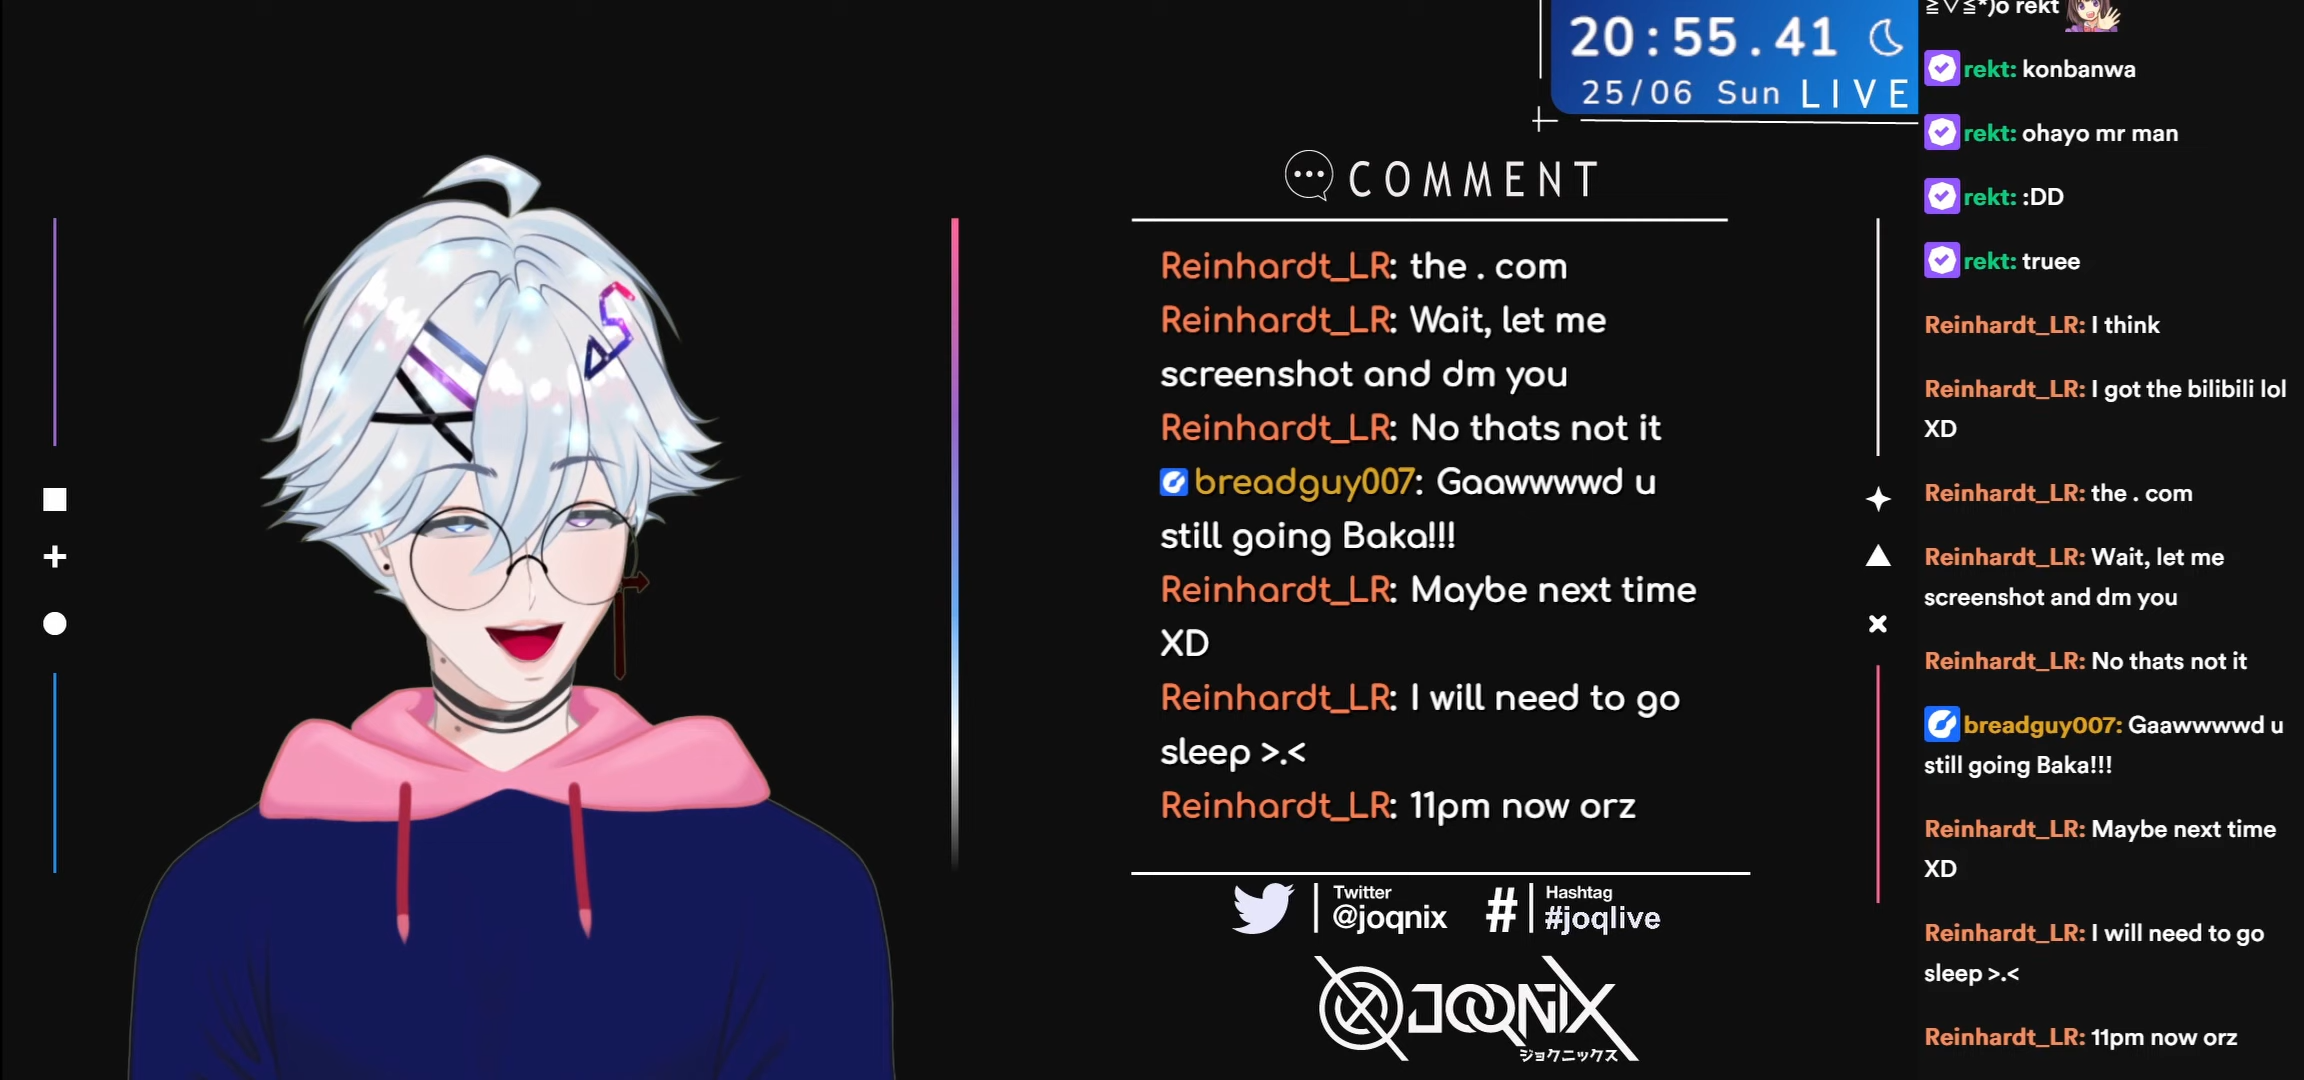 20:55.41
25/06 Sun LIVE
COMMENT
Reinhardt_LR: the . com
Reinhardt_LR: Wait, let me
screenshot and dm you
Reinhardt_LR: No thats not it
breadguy007: Gaawwwwd u
still going Baka!!!
Reinhardt_LR: Maybe next time
XD
Reinhardt_LR: I will need to go
sleep >.<
Reinhardt_LR: 11pm now orz
Twitter
@joqnix
#
Hashtag
#joqlive
JOQNIX
ジョクニックス
≧▽≦*)o rekt
rekt: konbanwa
rekt: ohayo mr man
rekt: :DD
rekt: truee
Reinhardt_LR: I think
Reinhardt_LR: I got the bilibili lol
XD
Reinhardt_LR: the . com
Reinhardt_LR: Wait, let me
screenshot and dm you
Reinhardt_LR: No thats not it
breadguy007: Gaawwwwd u
still going Baka!!!
Reinhardt_LR: Maybe next time
XD
Reinhardt_LR: I will need to go
sleep >.<
Reinhardt_LR: 11pm now orz